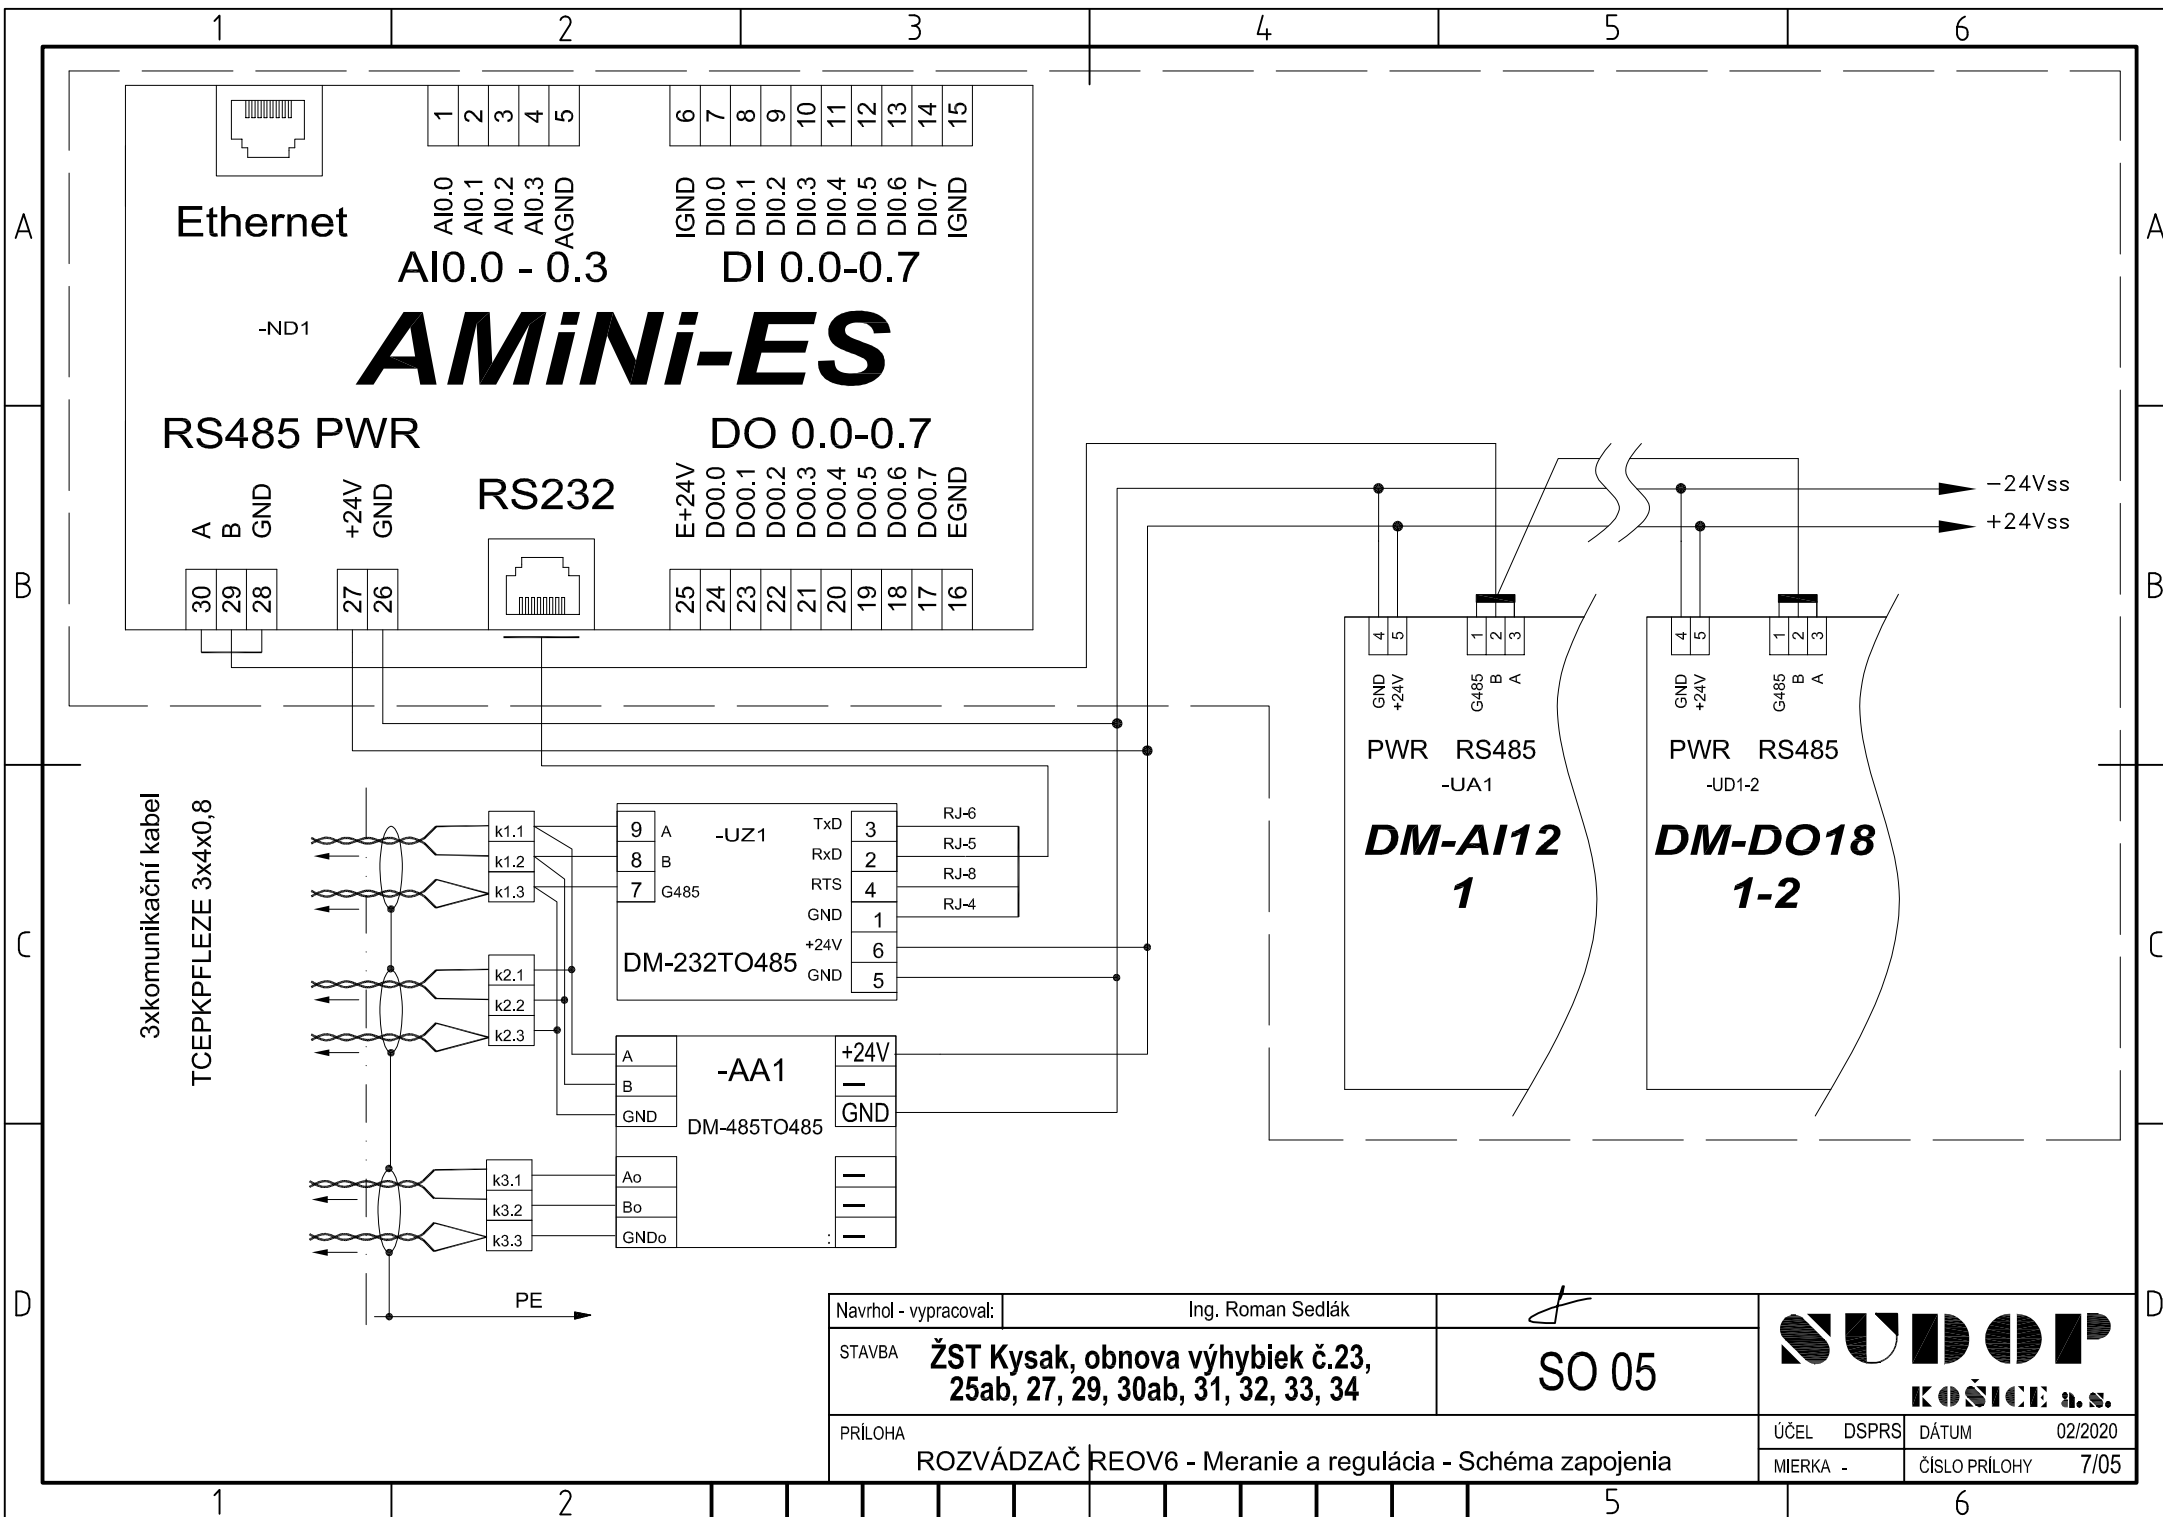 1 2 3 4 5 6
A A
B B
C C
D D
1 2 3 4 5
6 7 8 9 10 11 12 13 14 15
AI0.0 AI0.1 AI0.2 AI0.3 AGND
IGND DI0.0 DI0.1 DI0.2 DI0.3 DI0.4 DI0.5 DI0.6 DI0.7 IGND
Ethernet
AI0.0 - 0.3
DI 0.0-0.7
-ND1
AMiNi-ES
RS485 PWR
DO 0.0-0.7
RS232
A B GND
+24V GND
E+24V DO0.0 DO0.1 DO0.2 DO0.3 DO0.4 DO0.5 DO0.6 DO0.7 EGND
30 29 28
27 26
25 24 23 22 21 20 19 18 17 16
-24Vss
+24Vss
4 5
1 2 3
GND +24V
G485 B A
PWR RS485
-UA1
DM-AI12
1
4 5
1 2 3
GND +24V
G485 B A
PWR RS485
-UD1-2
DM-DO18
1-2
3xkomunikační kabel
TCEPKPFLEZE 3x4x0,8
k1.1
k1.2
k1.3
k2.1
k2.2
k2.3
k3.1
k3.2
k3.3
9 A
8 B
7 G485
-UZ1
DM-232TO485
TxD 3
RxD 2
RTS 4
GND 1
+24V 6
GND 5
RJ-6
RJ-5
RJ-8
RJ-4
A
B
GND
-AA1
DM-485TO485
+24V
—
GND
Ao
Bo
GNDo
—
—
: —
PE
Navrhol - vypracoval: Ing. Roman Sedlák
STAVBA
ŽST Kysak, obnova výhybiek č.23,
25ab, 27, 29, 30ab, 31, 32, 33, 34
SO 05
SUDOP
KOŠICE a.s.
PRÍLOHA
ROZVÁDZAČ REOV6 - Meranie a regulácia - Schéma zapojenia
ÚČEL DSPRS DÁTUM 02/2020
MIERKA - ČÍSLO PRÍLOHY 7/05
1 2 5 6